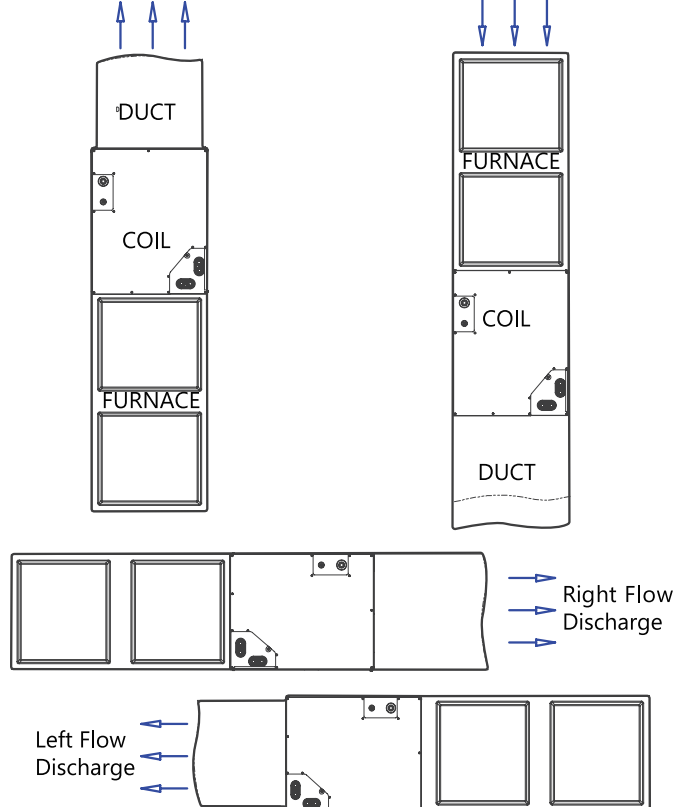 DUCT
COIL
FURNACE
FURNACE
COIL
DUCT
Right Flow
Discharge
Left Flow
Discharge